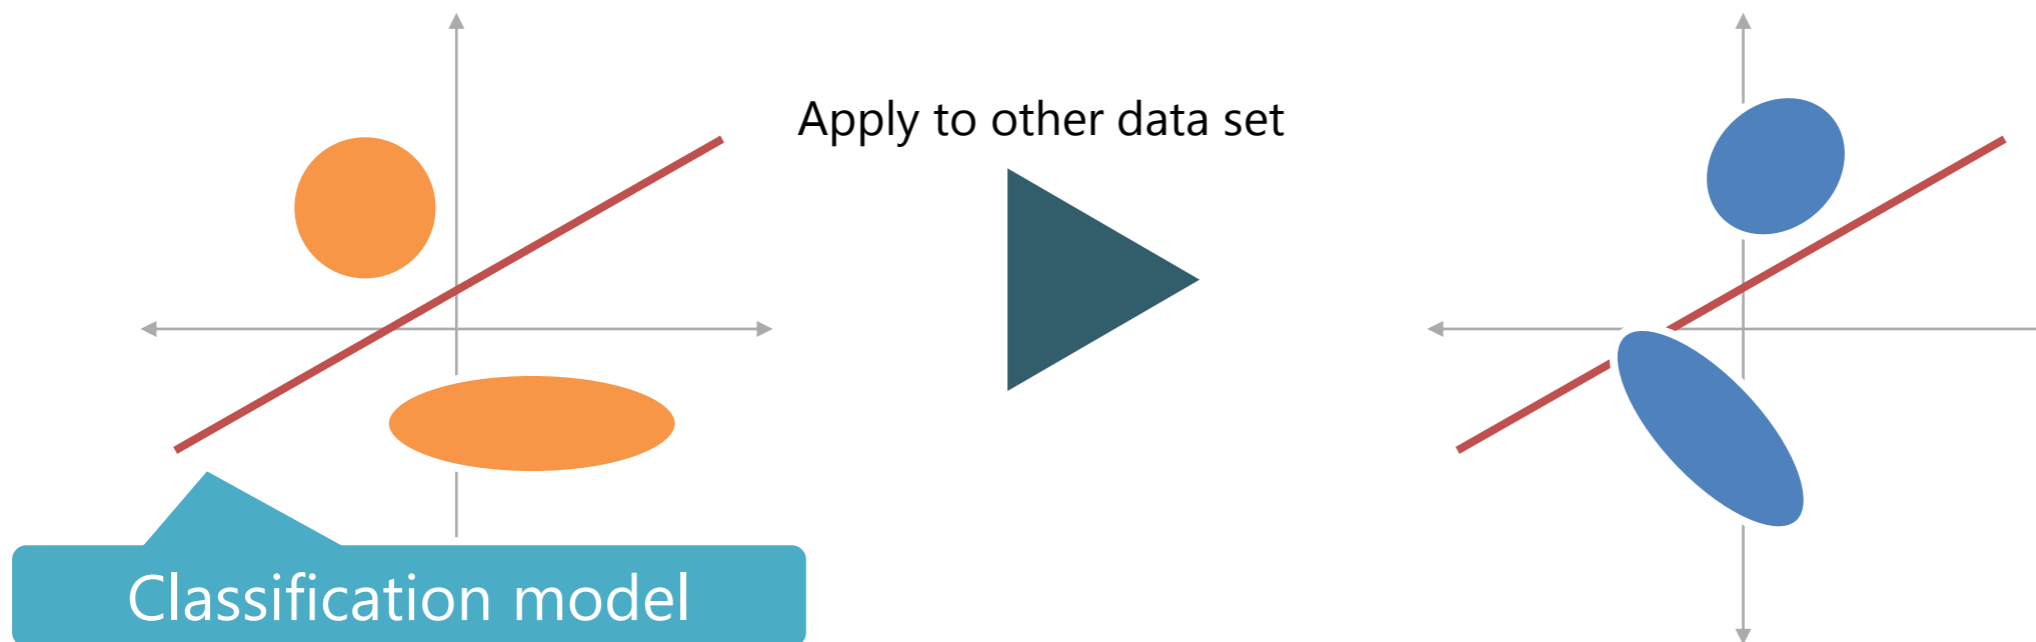 Apply to other data set
Classification model